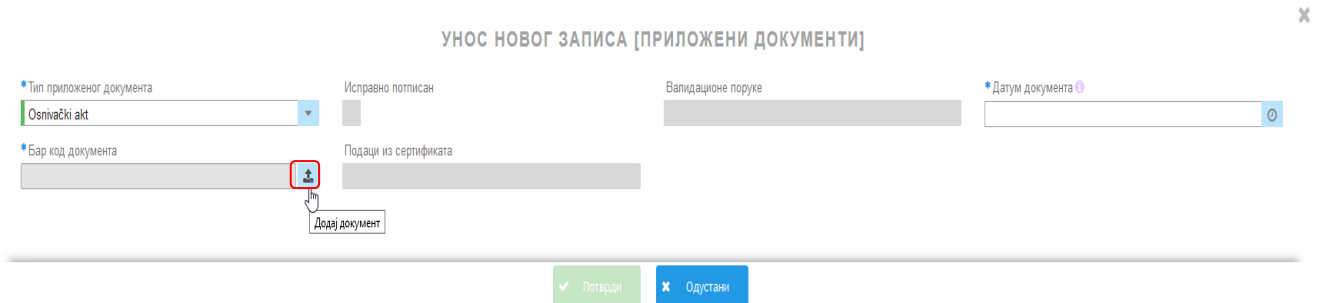 УНОС НОВОГ ЗАПИСА [ПРИЛОЖЕНИ ДОКУМЕНТИ]
* Тип приложеног документа
Исправно потписан
Валидационе поруке
* Датум документа
Osnivački akt
* Бар код документа
Подаци из сертификата
Додај документ
Потврди
Одустани